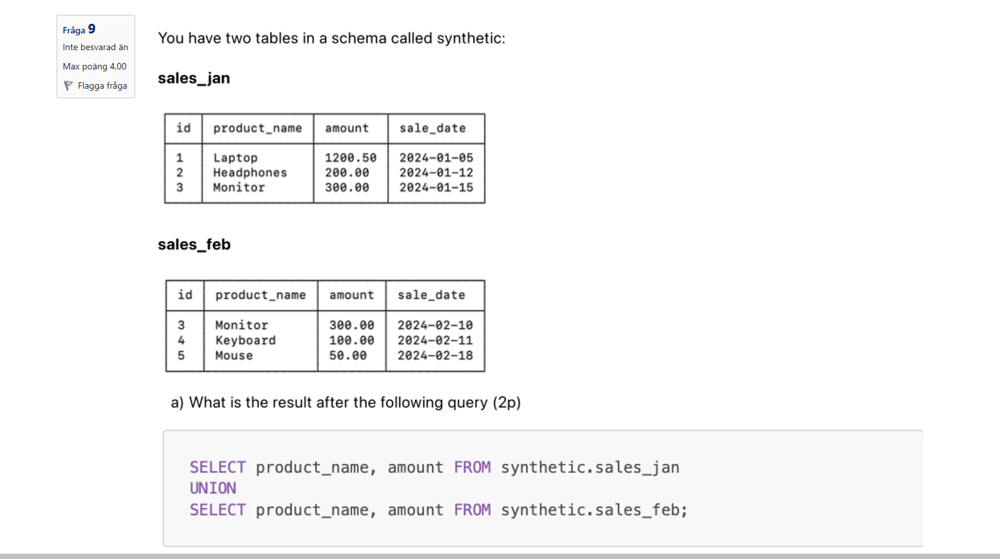 Fråga 9
Inte besvarad än
Max poäng 4,00
Flagga fråga
You have two tables in a schema called synthetic:
sales_jan
id product_name amount sale_date
1 Laptop 1200.50 2024-01-05
2 Headphones 200.00 2024-01-12
3 Monitor 300.00 2024-01-15
sales_feb
id product_name amount sale_date
3 Monitor 300.00 2024-02-10
4 Keyboard 100.00 2024-02-11
5 Mouse 50.00 2024-02-18
a) What is the result after the following query (2p)
SELECT product_name, amount FROM synthetic.sales_jan
UNION
SELECT product_name, amount FROM synthetic.sales_feb;